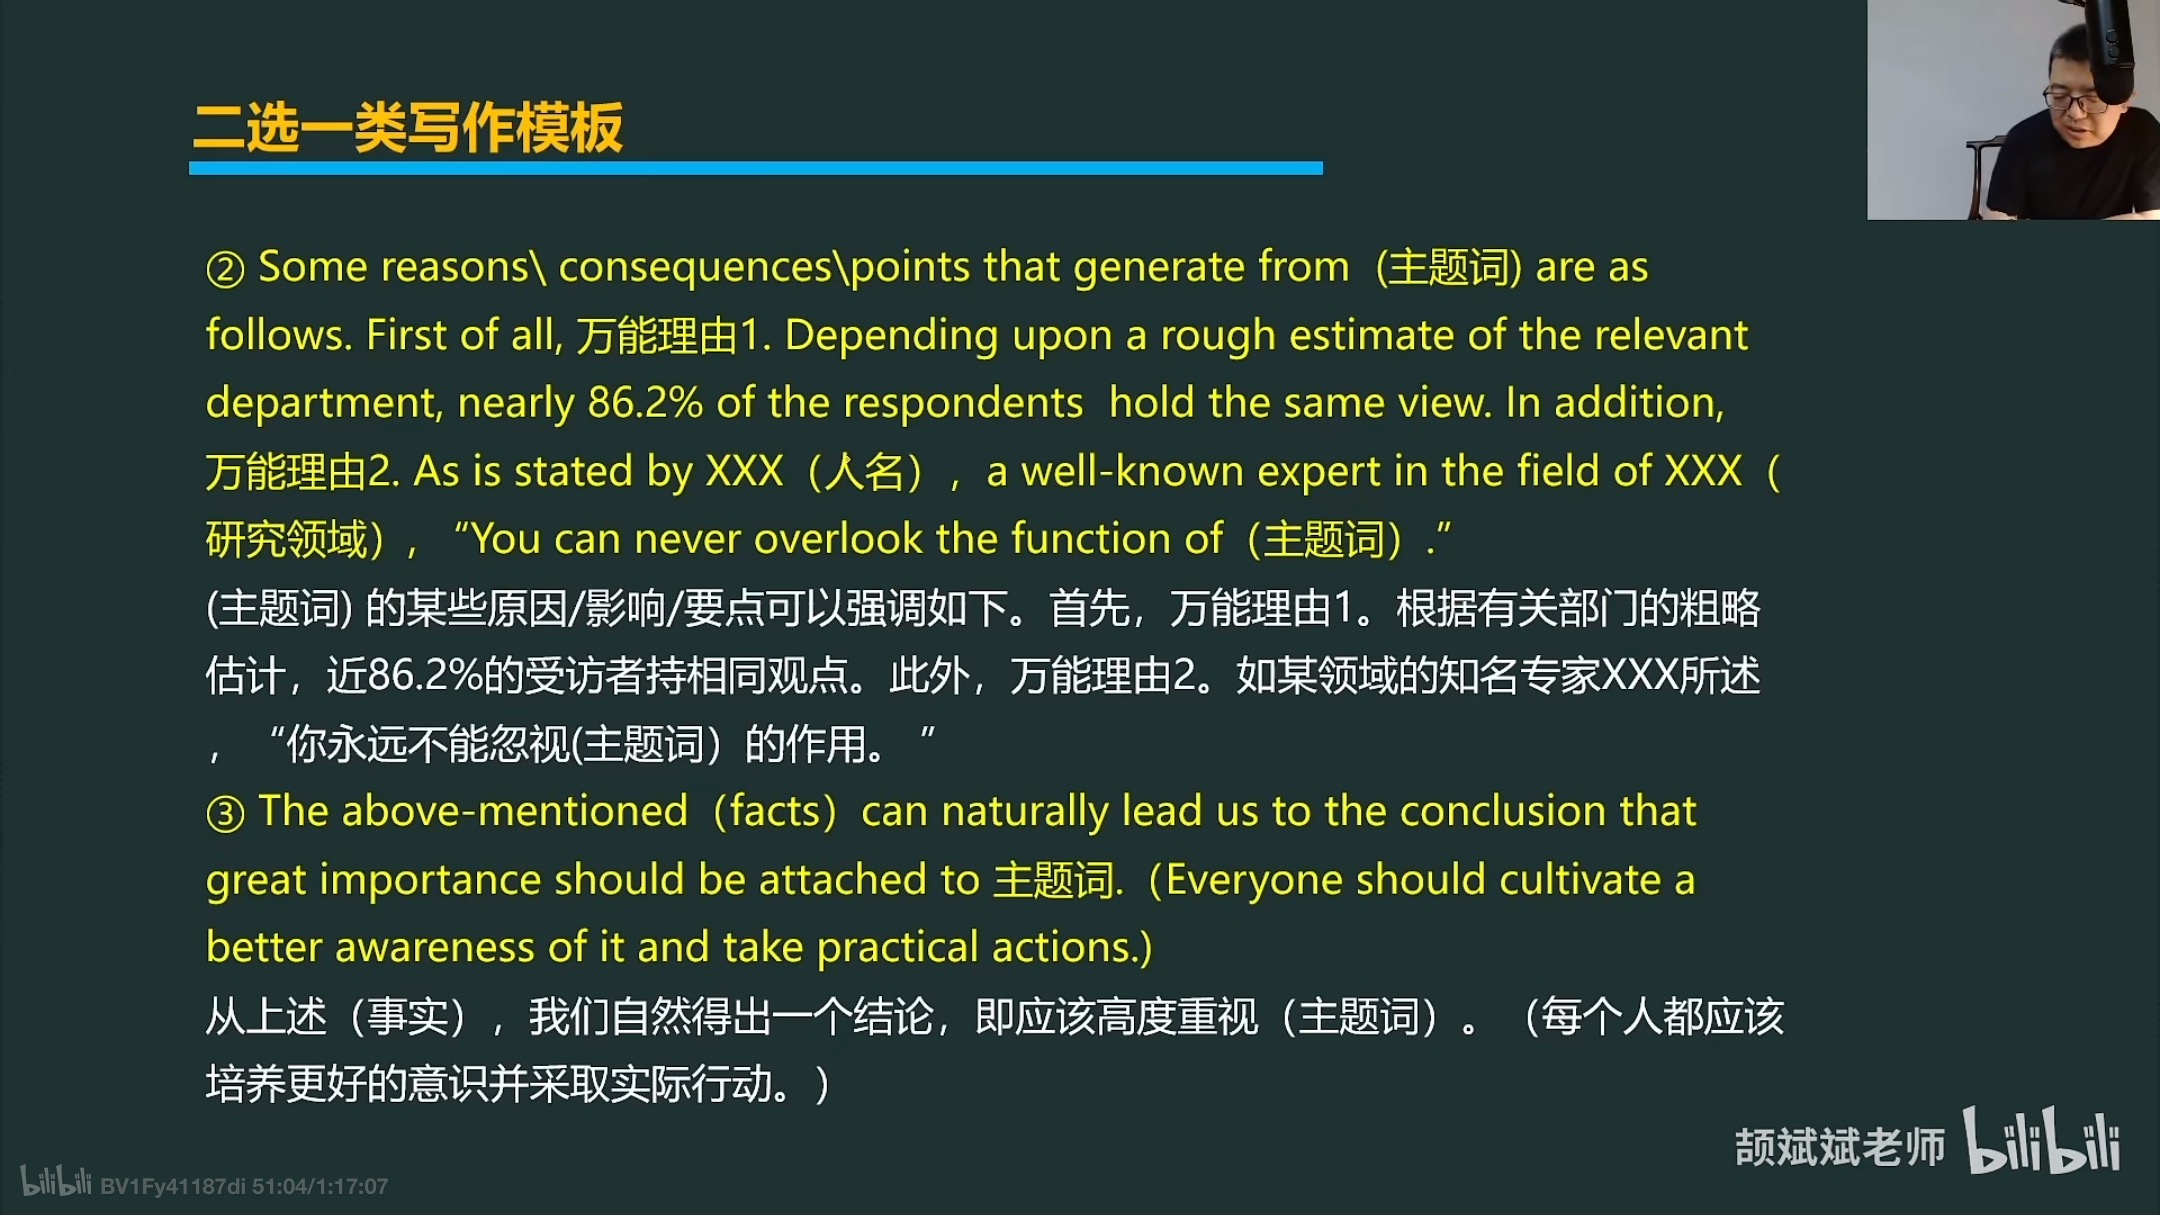 二选一类写作模板
② Some reasons\ consequences\points that generate from  (主题词) are as
follows. First of all, 万能理由1. Depending upon a rough estimate of the relevant
department, nearly 86.2% of the respondents  hold the same view. In addition,
万能理由2. As is stated by XXX（人名）, a well-known expert in the field of XXX（
研究领域）, “You can never overlook the function of（主题词）.”
(主题词) 的某些原因/影响/要点可以强调如下。首先，万能理由1。根据有关部门的粗略
估计，近86.2%的受访者持相同观点。此外，万能理由2。如某领域的知名专家XXX所述
，“你永远不能忽视(主题词）的作用。”
③ The above-mentioned（facts）can naturally lead us to the conclusion that
great importance should be attached to 主题词.（Everyone should cultivate a
better awareness of it and take practical actions.)
从上述（事实），我们自然得出一个结论，即应该高度重视（主题词）。（每个人都应该
培养更好的意识并采取实际行动。）
颉斌斌老师 bilibili
bilibili BV1Fy41187di 51:04/1:17:07